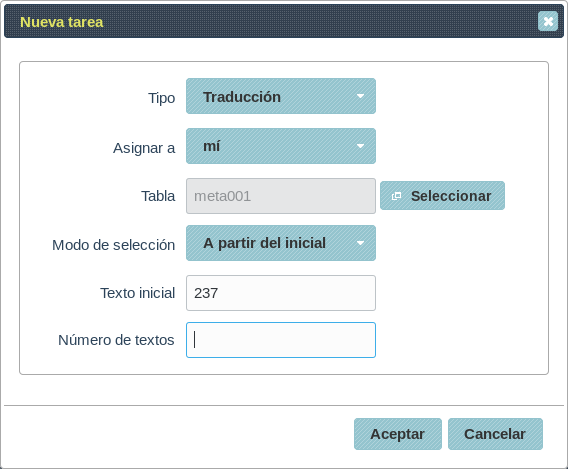 Nueva tarea
Tipo Traducción
Asignar a mí
Tabla meta001 Seleccionar
Modo de selección A partir del inicial
Texto inicial 237
Número de textos
Aceptar Cancelar